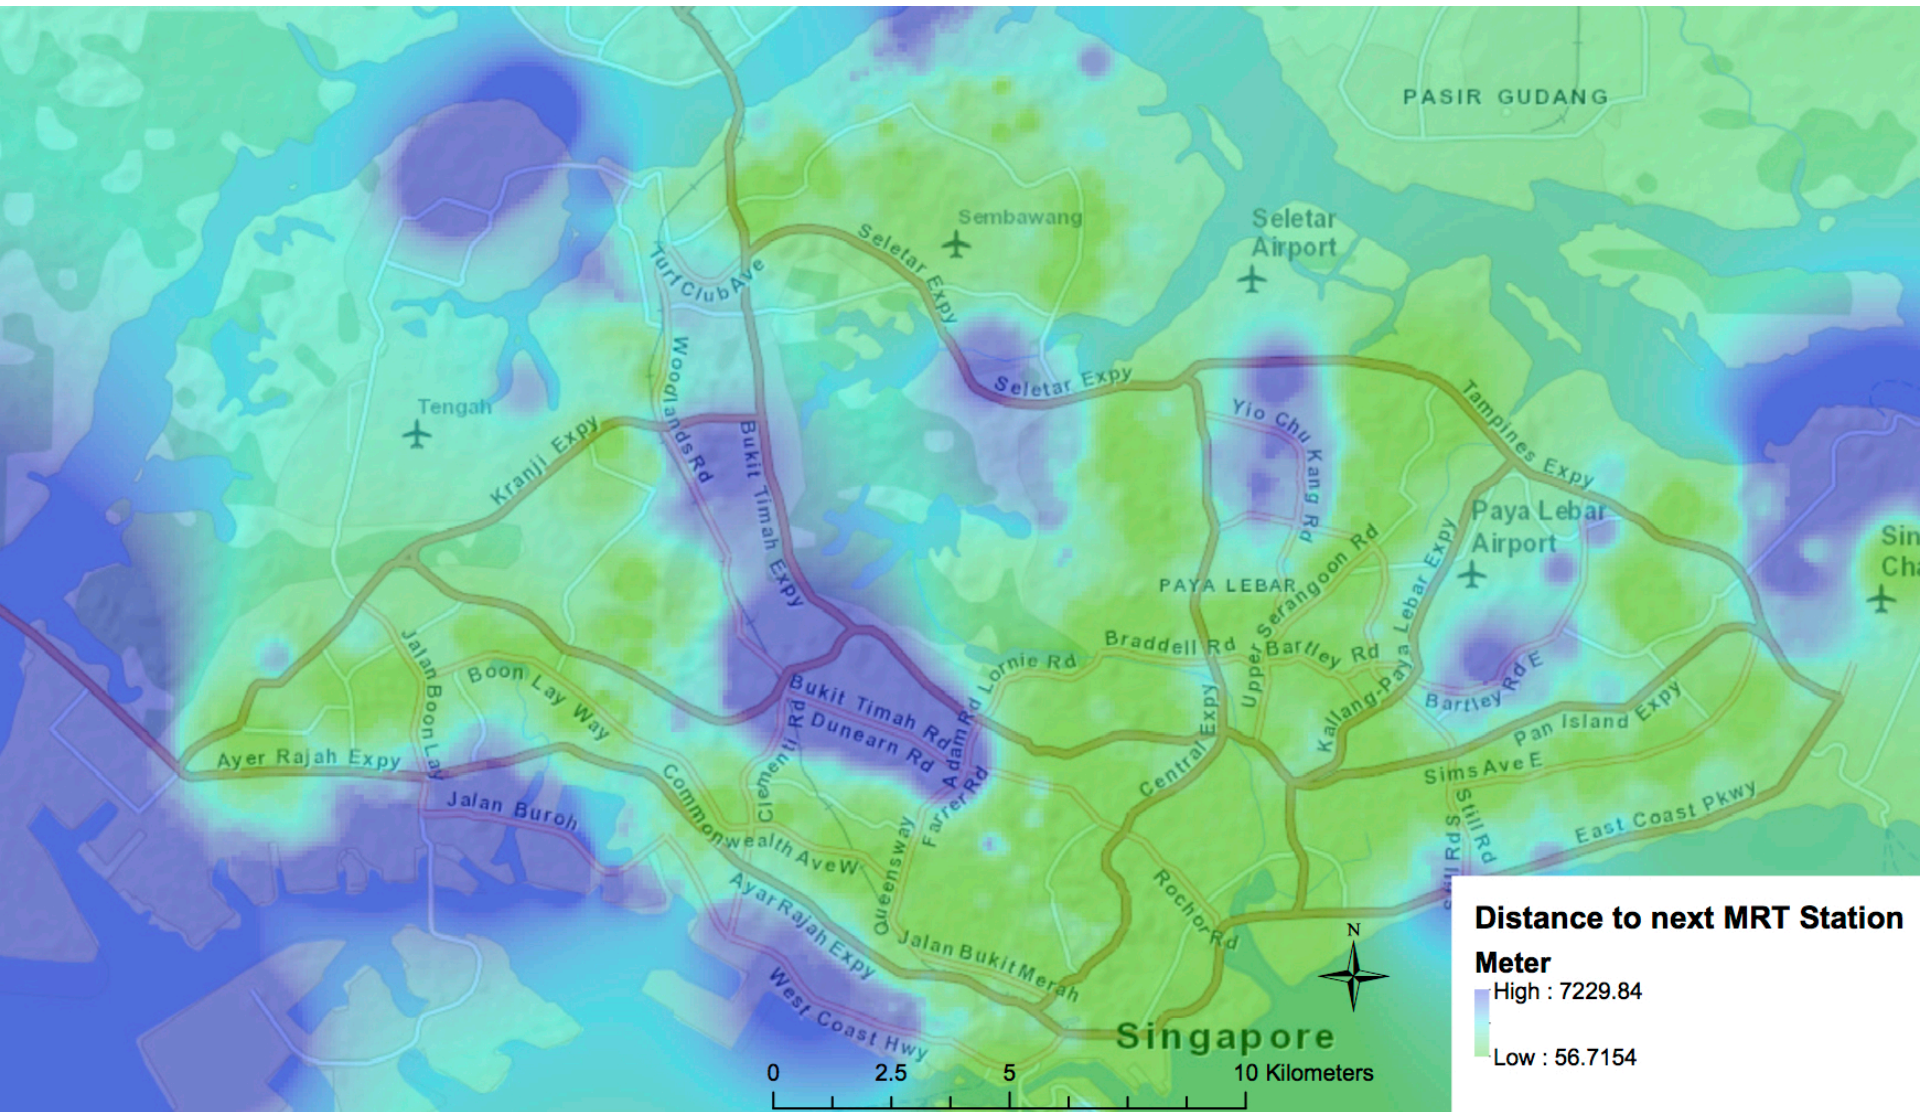 PASIR GUDANG
Sembawang
Seletar
Airport
Seletar Expy
Turf Club Ave
Woodlands Rd
Seletar Expy
Tengah
Kranji Expy
Bukit Timah Expy
Yio Chu Kang Rd
Tampines Expy
Paya Lebar
Airport
Sin
Cha
PAYA LEBAR
Upper Serangoon Rd
Kallang-Paya Lebar Expy
Braddell Rd
Bartley Rd
Lornie Rd
Bartley Rd E
Jalan Boon Lay
Boon Lay Way
Bukit Timah Rd
Dunearn Rd
Adam Rd
Farrer Rd
Clementi Rd
Central Expy
Pan Island Expy
Sims Ave E
Ayer Rajah Expy
Jalan Buroh
Commonwealth Ave W
Still Rd
Still Rd S
East Coast Pkwy
Queensway
Ayar Rajah Expy
Rochor Rd
Jalan Bukit Merah
West Coast Hwy
Singapore
N
0 2.5 5 10 Kilometers
Distance to next MRT Station
Meter
High : 7229.84
Low : 56.7154